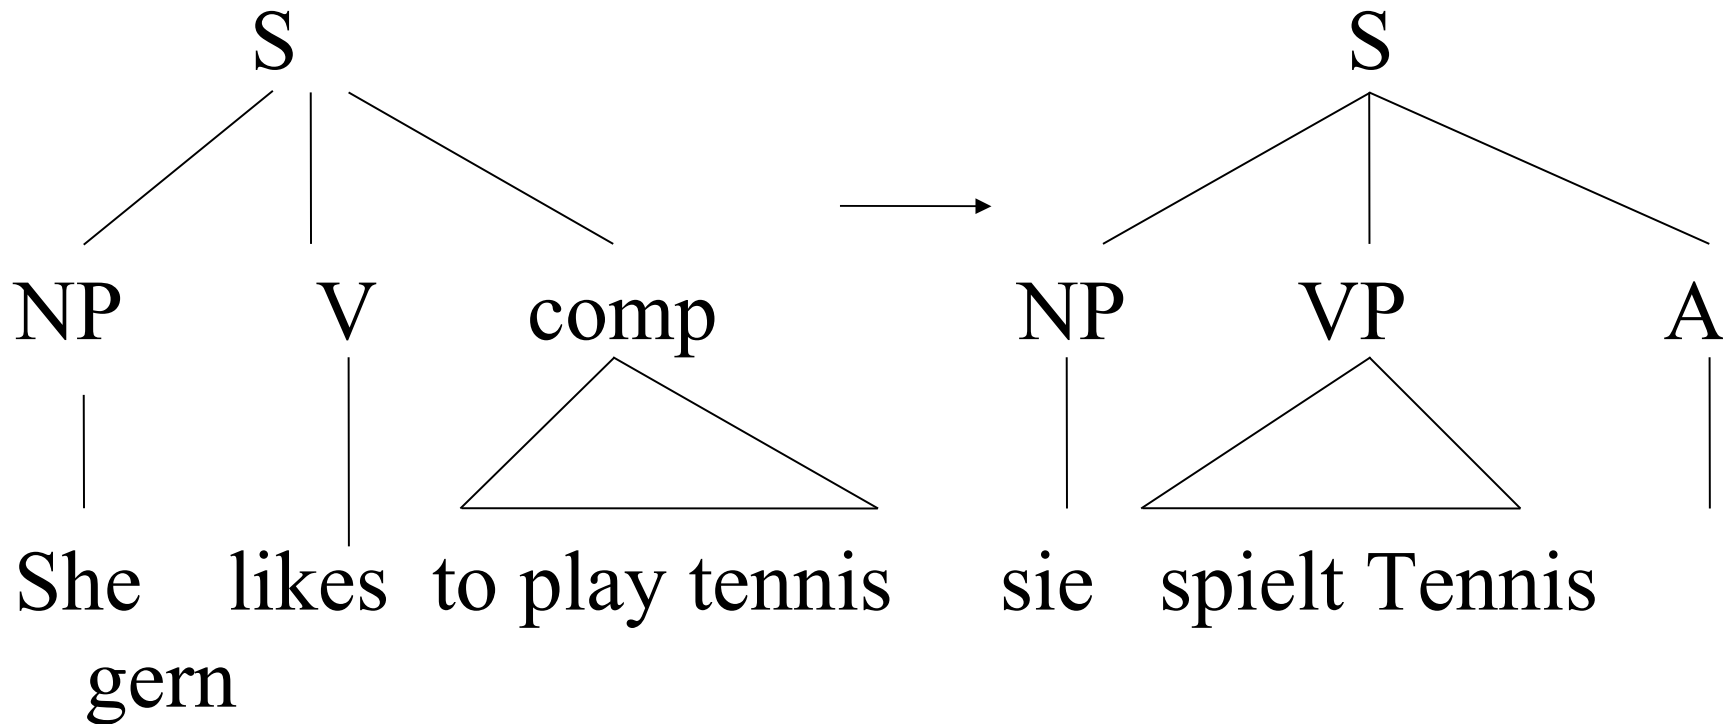 S S
NP V comp NP VP A
She likes to play tennis sie spielt Tennis
gern